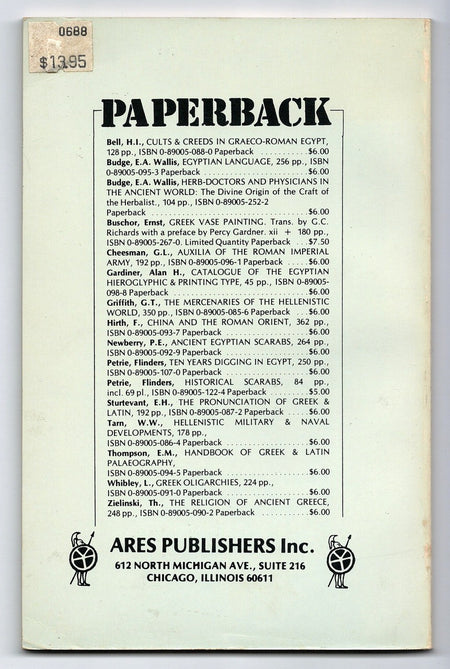 0688
$13.95
PAPERBACK
Bell, H.I., CULTS & CREEDS IN GRAECO-ROMAN EGYPT,
128 pp., ISBN 0-89005-088-0 Paperback ............$6.00
Budge, E.A. Wallis, EGYPTIAN LANGUAGE, 256 pp., ISBN
0-89005-095-3 Paperback ............$6.00
Budge, E.A. Wallis, HERB-DOCTORS AND PHYSICIANS IN
THE ANCIENT WORLD: The Divine Origin of the Craft of
the Herbalist., 104 pp., ISBN 0-89005-252-2
Paperback ............$6.00
Buschor, Ernst, GREEK VASE PAINTING. Trans. by G.C.
Richards with a preface by Percy Gardner. xii + 180 pp.,
ISBN 0-89005-267-0. Limited Quantity Paperback ...$7.50
Cheesman, G.L., AUXILIA OF THE ROMAN IMPERIAL
ARMY, 192 pp., ISBN 0-89005-096-1 Paperback ....$6.00
Gardiner, Alan H., CATALOGUE OF THE EGYPTIAN
HIEROGLYPHIC & PRINTING TYPE, 45 pp., ISBN 0-89005-
098-8 Paperback ............$6.00
Griffith, G.T., THE MERCENARIES OF THE HELLENISTIC
WORLD, 350 pp., ISBN 0-89005-085-6 Paperback ...$6.00
Hirth, F., CHINA AND THE ROMAN ORIENT, 362 pp.,
ISBN 0-89005-093-7 Paperback ............$6.00
Newberry, P.E., ANCIENT EGYPTIAN SCARABS, 264 pp.,
ISBN 0-89005-092-9 Paperback ............$6.00
Petrie, Flinders, TEN YEARS DIGGING IN EGYPT, 250 pp.,
ISBN 0-89005-107-0 Paperback ............$6.00
Petrie, Flinders, HISTORICAL SCARABS, 84 pp.,
incl. 69 pl., ISBN 0-89005-122-4 Paperback ........$5.00
Sturtevant, E.H., THE PRONUNCIATION OF GREEK &
LATIN, 192 pp., ISBN 0-89005-087-2 Paperback ......$6.00
Tarn, W.W., HELLENISTIC MILITARY & NAVAL
DEVELOPMENTS, 178 pp.,
ISBN 0-89005-086-4 Paperback ............$6.00
Thompson, E.M., HANDBOOK OF GREEK & LATIN
PALAEOGRAPHY,
ISBN 0-89005-094-5 Paperback ............$6.00
Whibley, L., GREEK OLIGARCHIES, 224 pp.,
ISBN 0-89005-091-0 Paperback ............$6.00
Zielinski, Th., THE RELIGION OF ANCIENT GREECE,
248 pp., ISBN 0-89005-090-2 Paperback ............$6.00
ARES PUBLISHERS Inc.
612 NORTH MICHIGAN AVE., SUITE 216
CHICAGO, ILLINOIS 60611